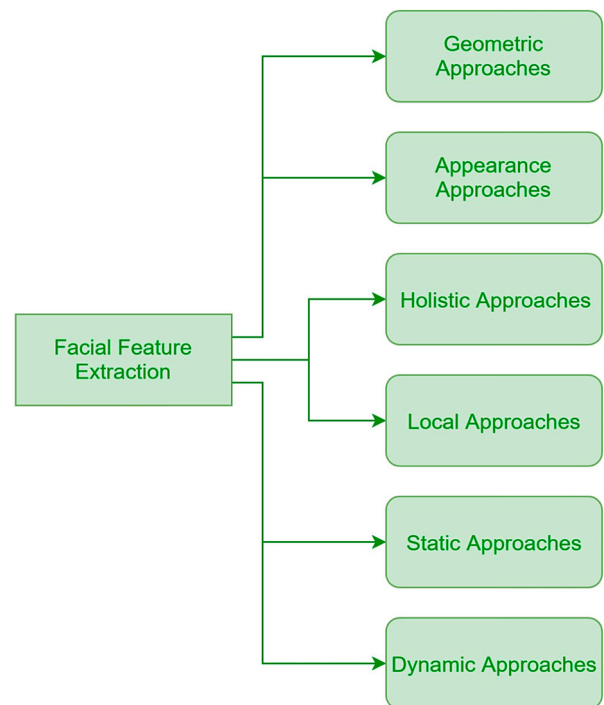 Geometric
Approaches
Appearance
Approaches
Holistic Approaches
Facial Feature
Extraction
Local Approaches
Static Approaches
Dynamic Approaches